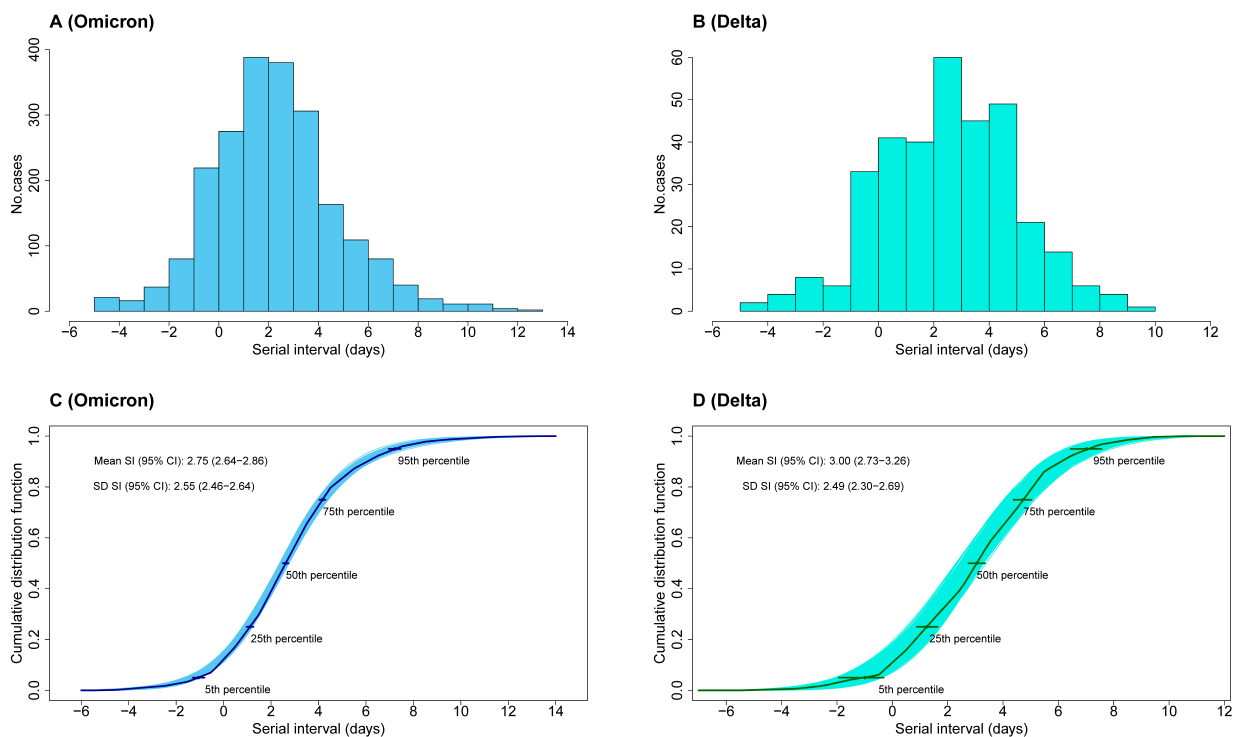 A (Omicron)
No.cases
400
300
200
100
0
−6 −4 −2 0 2 4 6 8 10 12 14
Serial interval (days)
B (Delta)
No.cases
60
50
40
30
20
10
0
−6 −4 −2 0 2 4 6 8 10 12
Serial interval (days)
C (Omicron)
Cumulative distribution function
1.0
0.8
0.6
0.4
0.2
0.0
Mean SI (95% CI): 2.75 (2.64−2.86)
SD SI (95% CI): 2.55 (2.46−2.64)
95th percentile
75th percentile
50th percentile
25th percentile
5th percentile
−6 −4 −2 0 2 4 6 8 10 12 14
Serial interval (days)
D (Delta)
Cumulative distribution function
1.0
0.8
0.6
0.4
0.2
0.0
Mean SI (95% CI): 3.00 (2.73−3.26)
SD SI (95% CI): 2.49 (2.30−2.69)
95th percentile
75th percentile
50th percentile
25th percentile
5th percentile
−6 −4 −2 0 2 4 6 8 10 12
Serial interval (days)